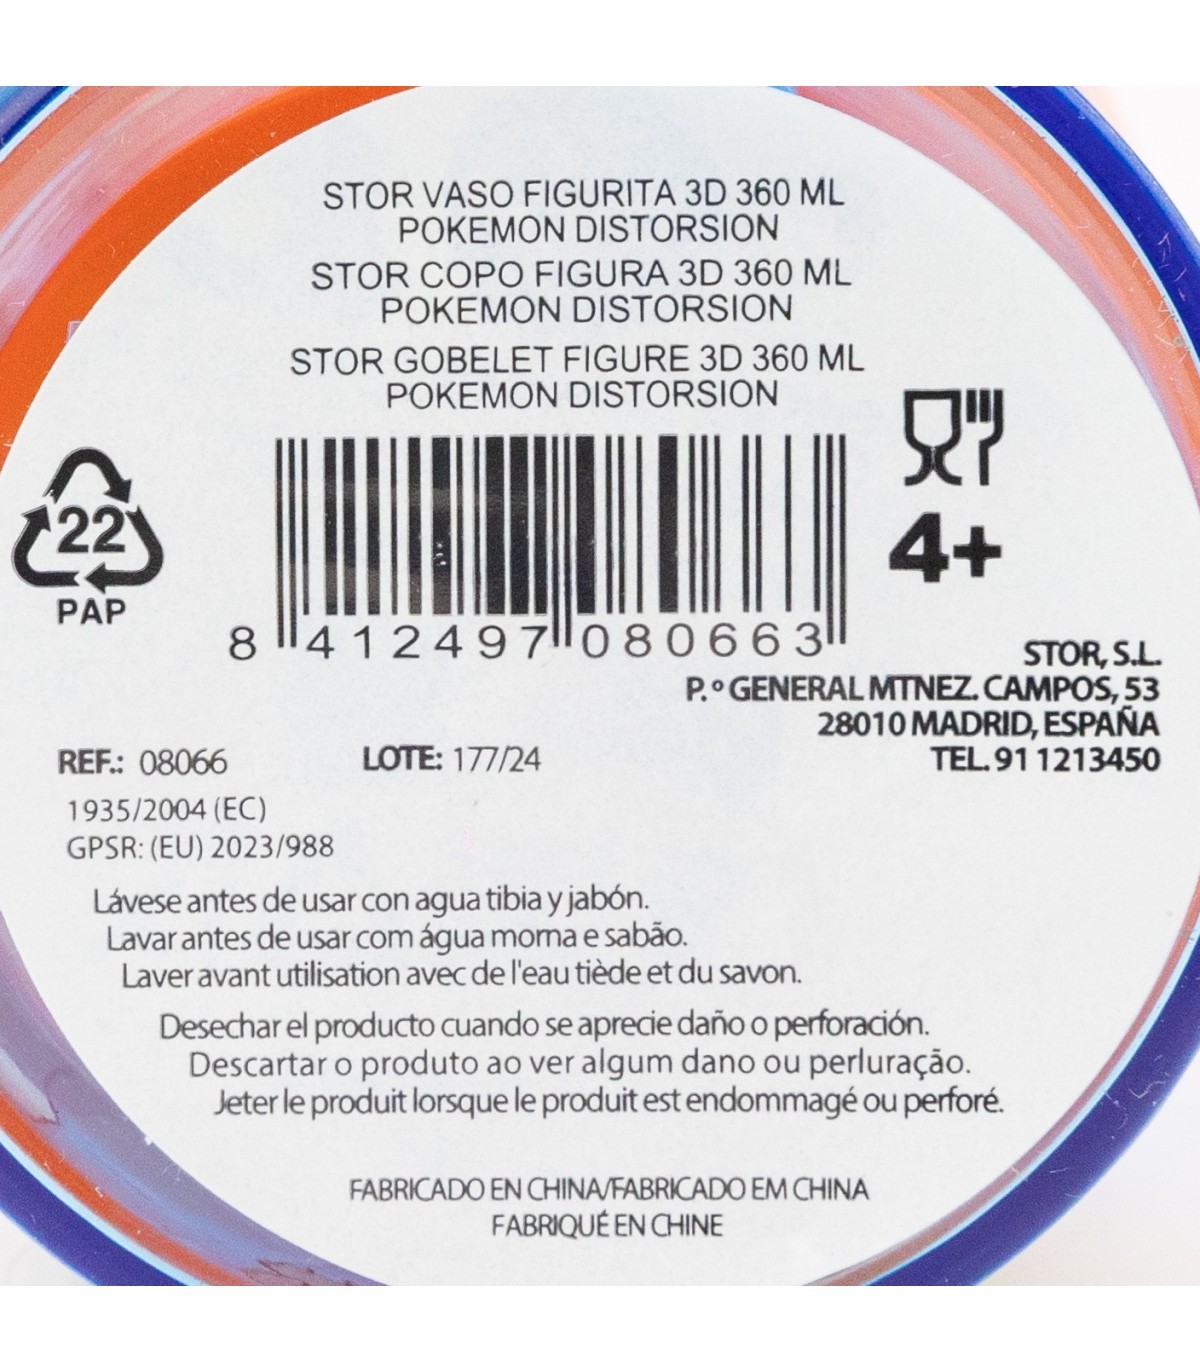 STOR VASO FIGURITA 3D 360 ML
POKEMON DISTORSION
STOR COPO FIGURA 3D 360 ML
POKEMON DISTORSION
STOR GOBELET FIGURE 3D 360 ML
POKEMON DISTORSION
22
PAP
4+
8 412497 080663
STOR, S.L.
P.º GENERAL MTNEZ. CAMPOS, 53
28010 MADRID, ESPAÑA
TEL. 91 1213450
REF.: 08066 LOTE: 177/24
1935/2004 (EC)
GPSR: (EU) 2023/988
Lávese antes de usar con agua tibia y jabón.
Lavar antes de usar com água morna e sabão.
Laver avant utilisation avec de l'eau tiède et du savon.
Desechar el producto cuando se aprecie daño o perforación.
Descartar o produto ao ver algum dano ou perluração.
Jeter le produit lorsque le produit est endommagé ou perforé.
FABRICADO EN CHINA/FABRICADO EM CHINA
FABRIQUÉ EN CHINE